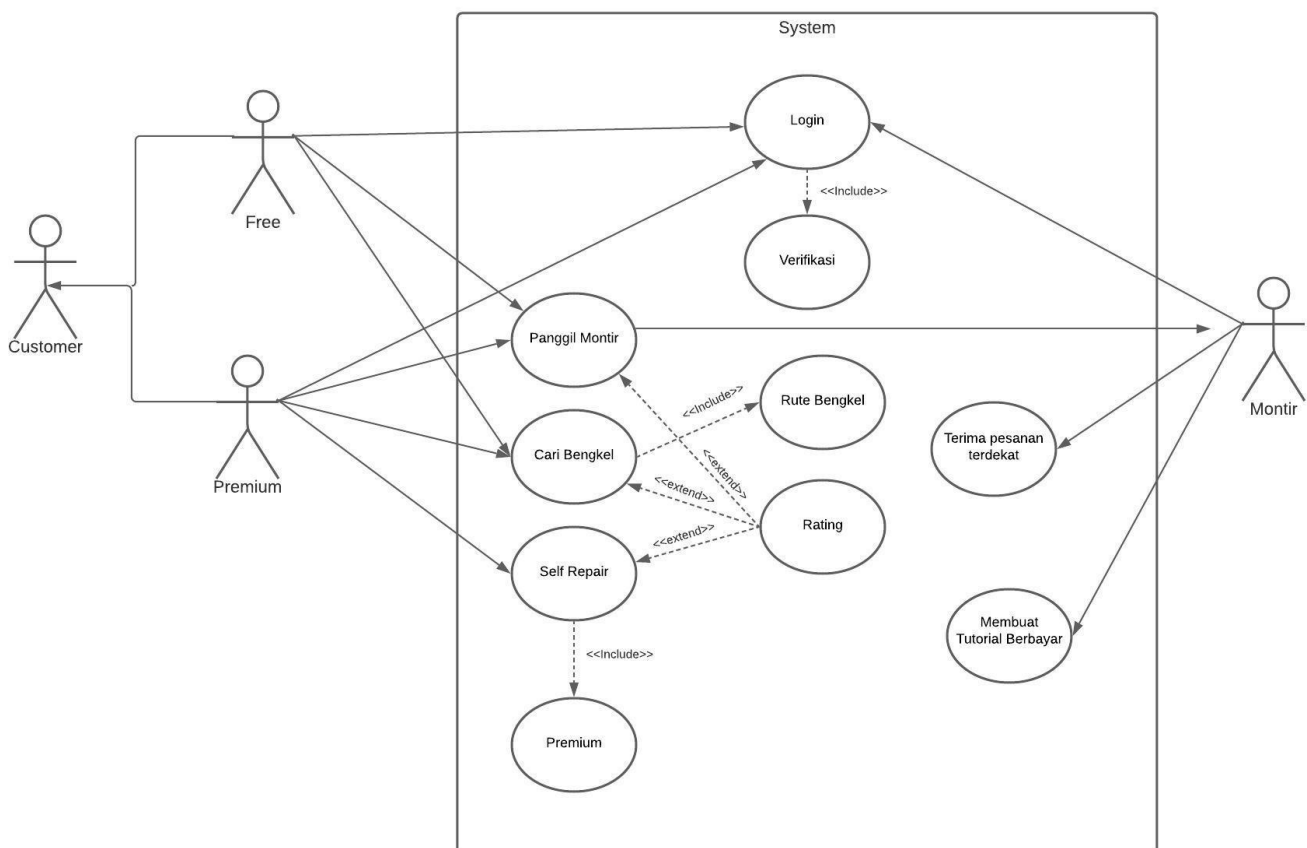 System
Login
Free
<<Include>>
Verifikasi
Customer
Panggil Montir
Montir
Premium
<<Include>>
Rute Bengkel
Cari Bengkel
<<extend>>
<<extend>>
Terima pesanan
terdekat
Rating
<<extend>>
Self Repair
Membuat
Tutorial Berbayar
<<Include>>
Premium